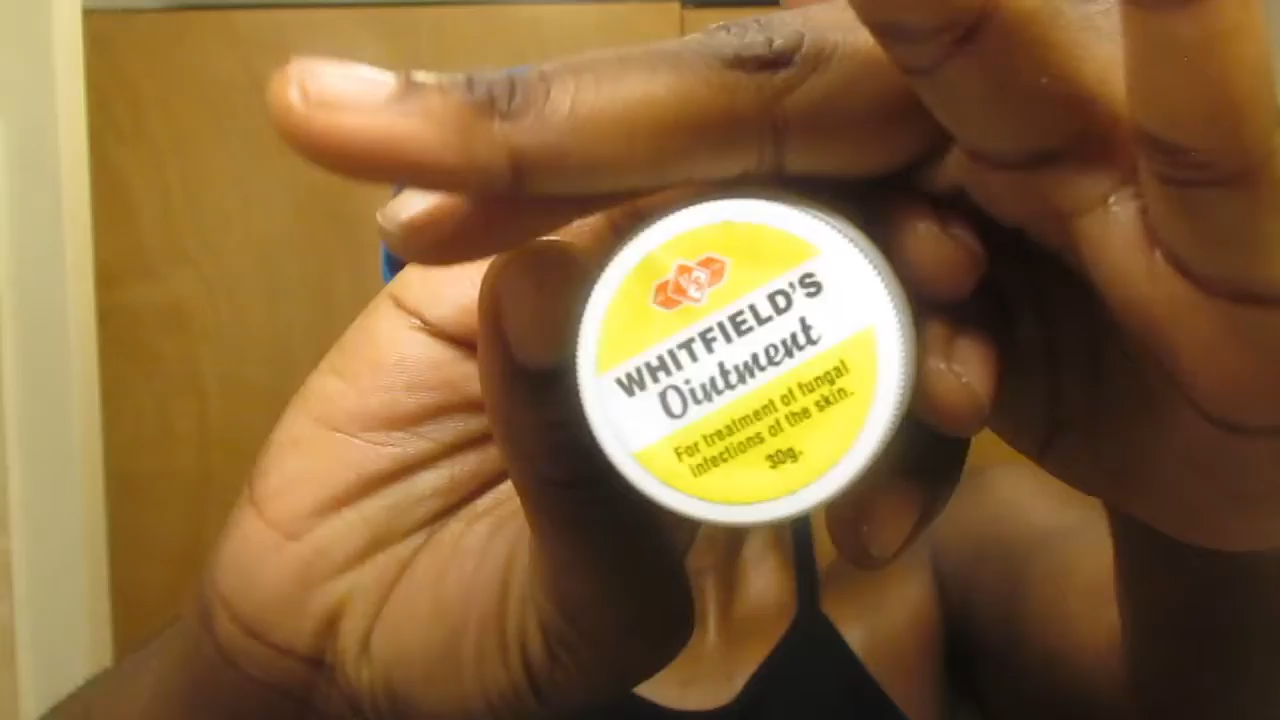 WHITFIELD'S
Ointment
For treatment of fungal
infections of the skin.
30g.